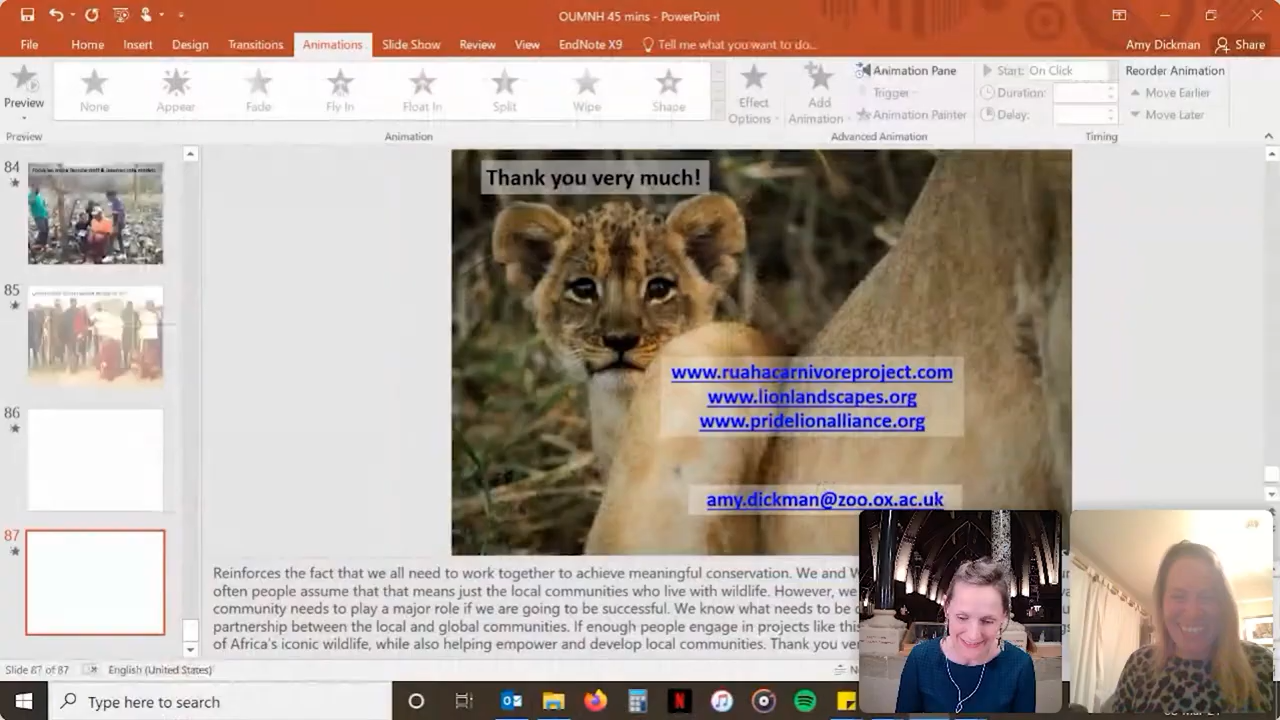 OUMNH 45 mins - PowerPoint
File Home Insert Design Transitions Animations Slide Show Review View EndNote X9 Tell me what you want to do... Amy Dickman Share
Preview
None Appear Fade Fly In Float In Split Wipe Shape
Effect Options
Add Animation
Animation Pane
Trigger
Animation Painter
Start: On Click
Duration:
Delay:
Reorder Animation
Move Earlier
Move Later
Preview Animation Advanced Animation Timing
84
85
86
87
Thank you very much!
www.ruahacarnivoreproject.com
www.lionlandscapes.org
www.pridelionalliance.org
amy.dickman@zoo.ox.ac.uk
Reinforces the fact that we all need to work together to achieve meaningful conservation. We and W
often people assume that that means just the local communities who live with wildlife. However, we
community needs to play a major role if we are going to be successful. We know what needs to be
partnership between the local and global communities. If enough people engage in projects like this
of Africa's iconic wildlife, while also helping empower and develop local communities. Thank you ver
Slide 87 of 87 English (United States)
Type here to search